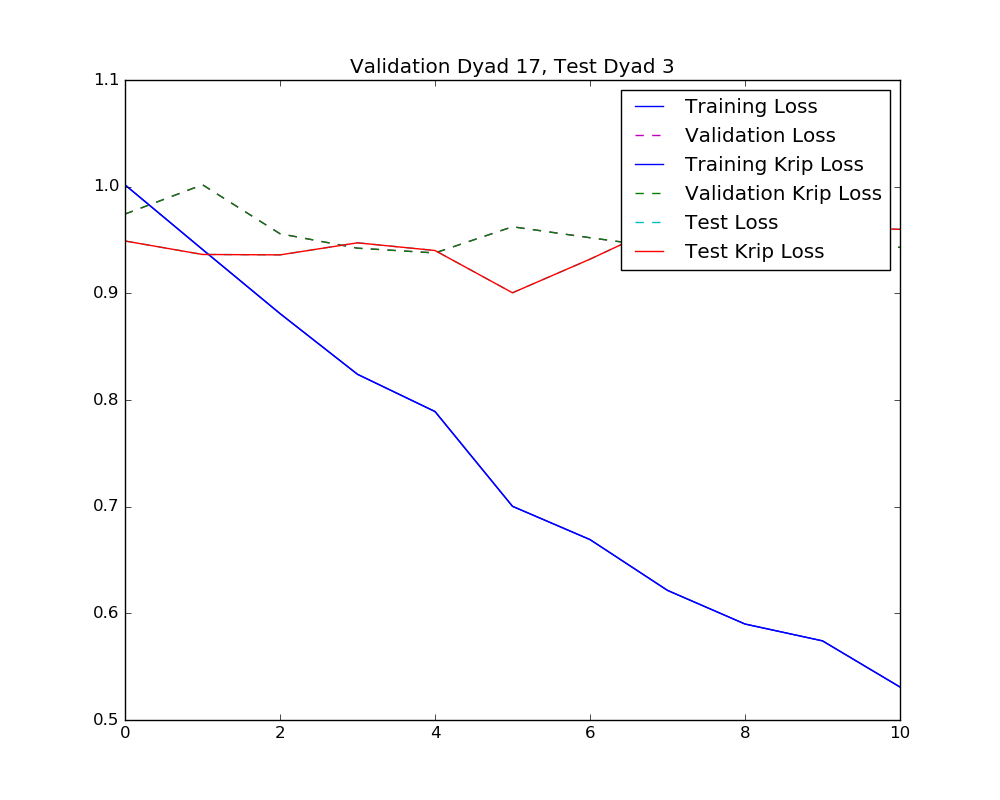 Validation Dyad 17, Test Dyad 3
1.1
1.0
0.9
0.8
0.7
0.6
0.5
0 2 4 6 8 10
Training Loss
Validation Loss
Training Krip Loss
Validation Krip Loss
Test Loss
Test Krip Loss